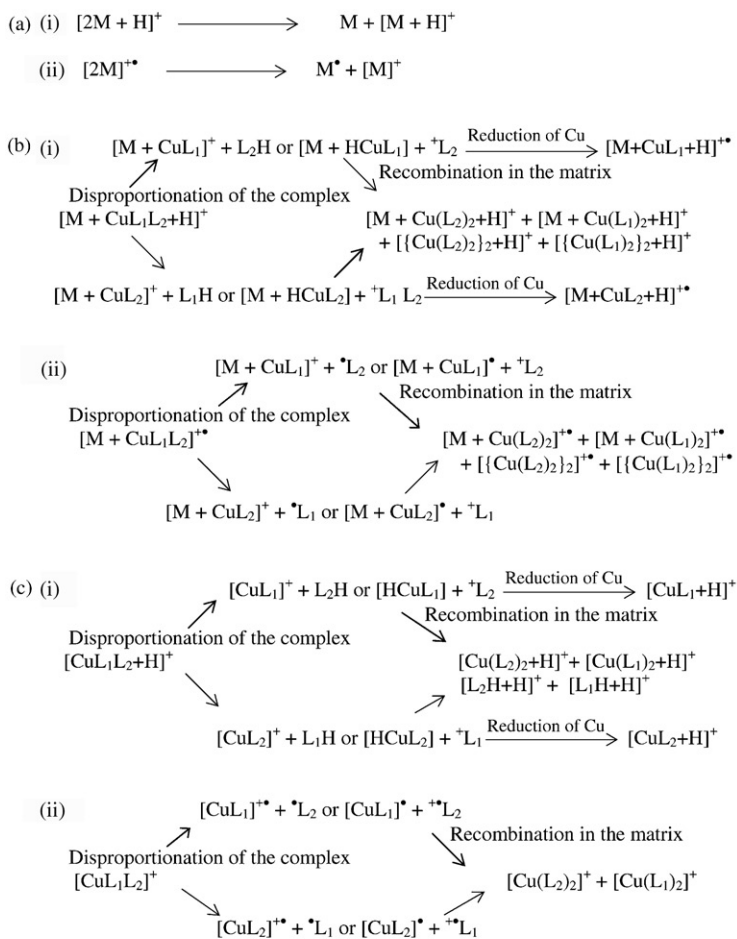 (a) (i) [2M + H]⁺ ⟶ M + [M + H]⁺
(ii) [2M]⁺• ⟶ M• + [M]⁺
(b) (i) [M + CuL₁]⁺ + L₂H or [M + HCuL₁] + ⁺L₂ Reduction of Cu ⟶ [M+CuL₁+H]⁺•
Recombination in the matrix
Disproportionation of the complex
[M + CuL₁L₂+H]⁺ [M + Cu(L₂)₂+H]⁺ + [M + Cu(L₁)₂+H]⁺
+ [{Cu(L₂)₂}₂+H]⁺ + [{Cu(L₁)₂}₂+H]⁺
[M + CuL₂]⁺ + L₁H or [M + HCuL₂] + ⁺L₁ L₂ Reduction of Cu ⟶ [M+CuL₂+H]⁺•
(ii) [M + CuL₁]⁺ + •L₂ or [M + CuL₁]• + ⁺L₂
Recombination in the matrix
Disproportionation of the complex
[M + CuL₁L₂]⁺• [M + Cu(L₂)₂]⁺• + [M + Cu(L₁)₂]⁺•
+ [{Cu(L₂)₂}₂]⁺• + [{Cu(L₁)₂}₂]⁺•
[M + CuL₂]⁺ + •L₁ or [M + CuL₂]• + ⁺L₁
(c) (i) [CuL₁]⁺ + L₂H or [HCuL₁] + ⁺L₂ Reduction of Cu ⟶ [CuL₁+H]⁺
Recombination in the matrix
Disproportionation of the complex
[CuL₁L₂+H]⁺ [Cu(L₂)₂+H]⁺+ [Cu(L₁)₂+H]⁺
[L₂H+H]⁺ + [L₁H+H]⁺
[CuL₂]⁺ + L₁H or [HCuL₂] + ⁺L₁ Reduction of Cu ⟶ [CuL₂+H]⁺
(ii) [CuL₁]⁺• + •L₂ or [CuL₁]• + ⁺•L₂
Recombination in the matrix
Disproportionation of the complex
[CuL₁L₂]⁺ [Cu(L₂)₂]⁺ + [Cu(L₁)₂]⁺
[CuL₂]⁺• + •L₁ or [CuL₂]• + ⁺•L₁